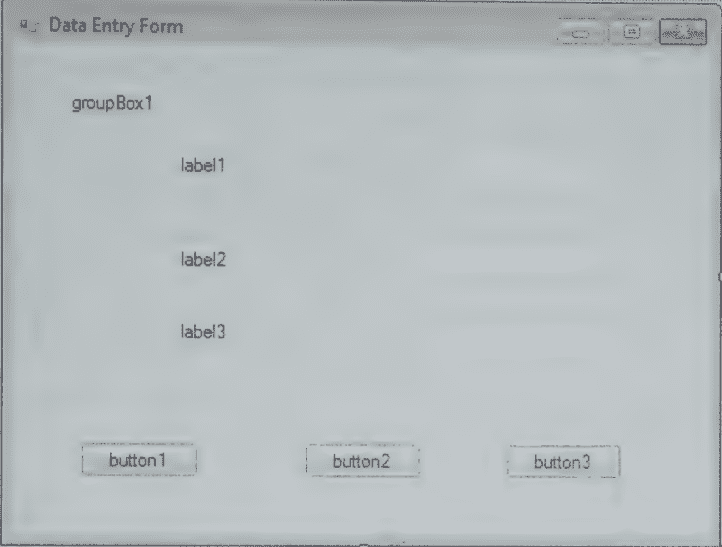 Data Entry Form
groupBox1
label1
label2
label3
button1 button2 button3